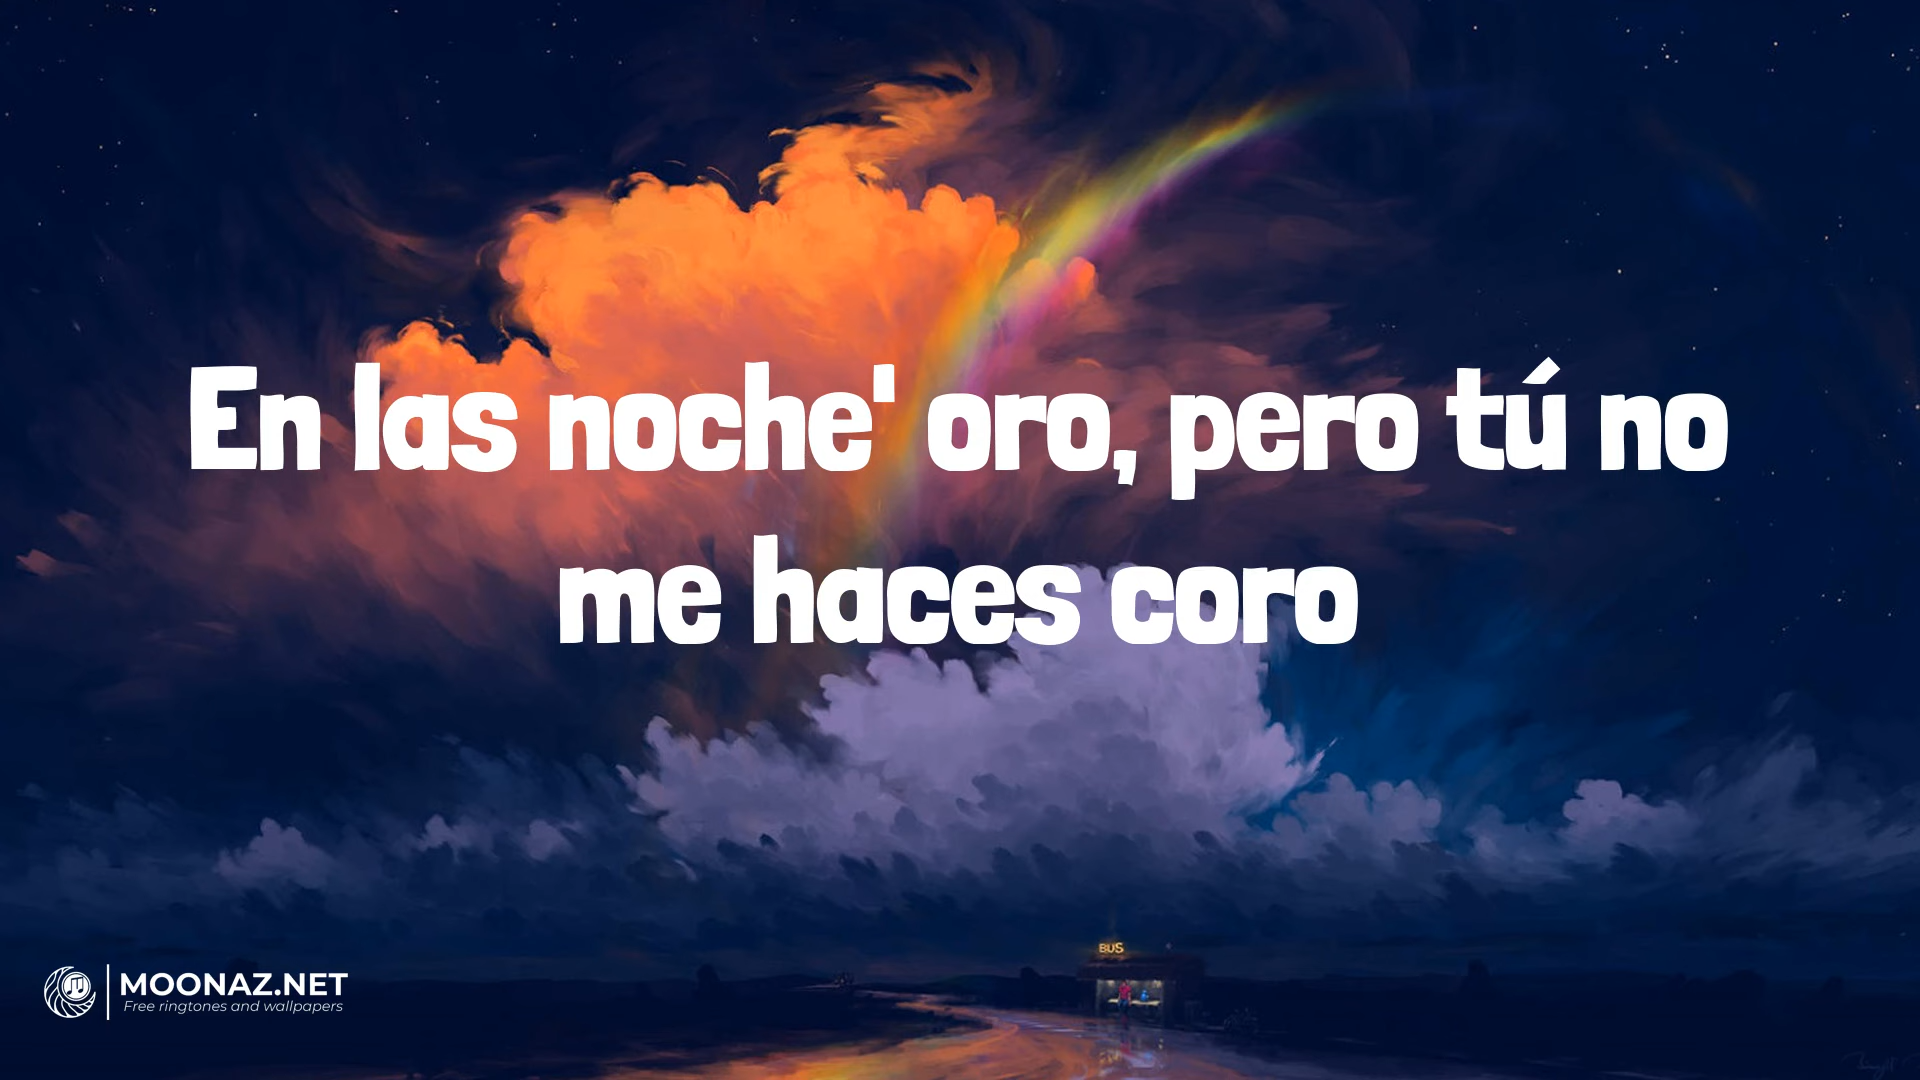 En las noche' oro, pero tú no
me haces coro
BUS
MOONAZ.NET
Free ringtones and wallpapers